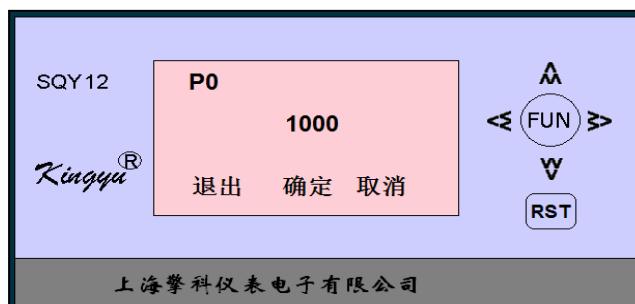 SQY12
P0
1000
退出 确定 取消
Kingyu®
FUN
RST
上海擎科仪表电子有限公司